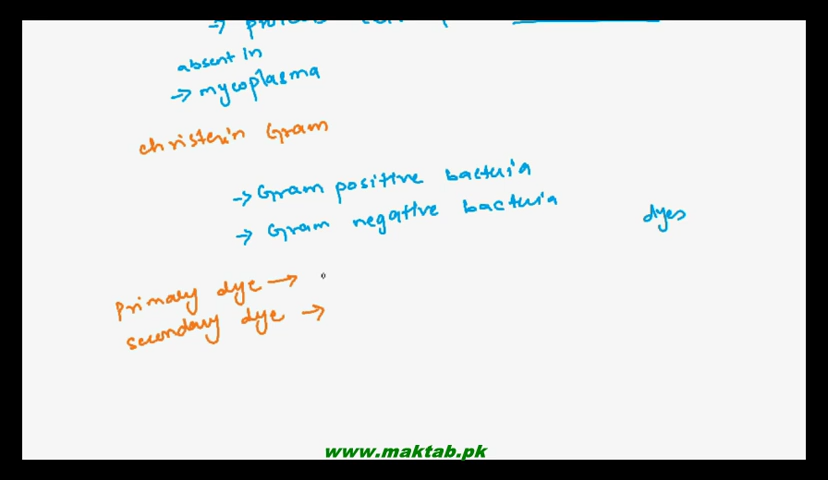 absent in
→ mycoplasma
christein Gram
→ Gram positive bacteria
→ Gram negative bacteria
dyes
Primary dye →
secondary dye →
www.maktab.pk